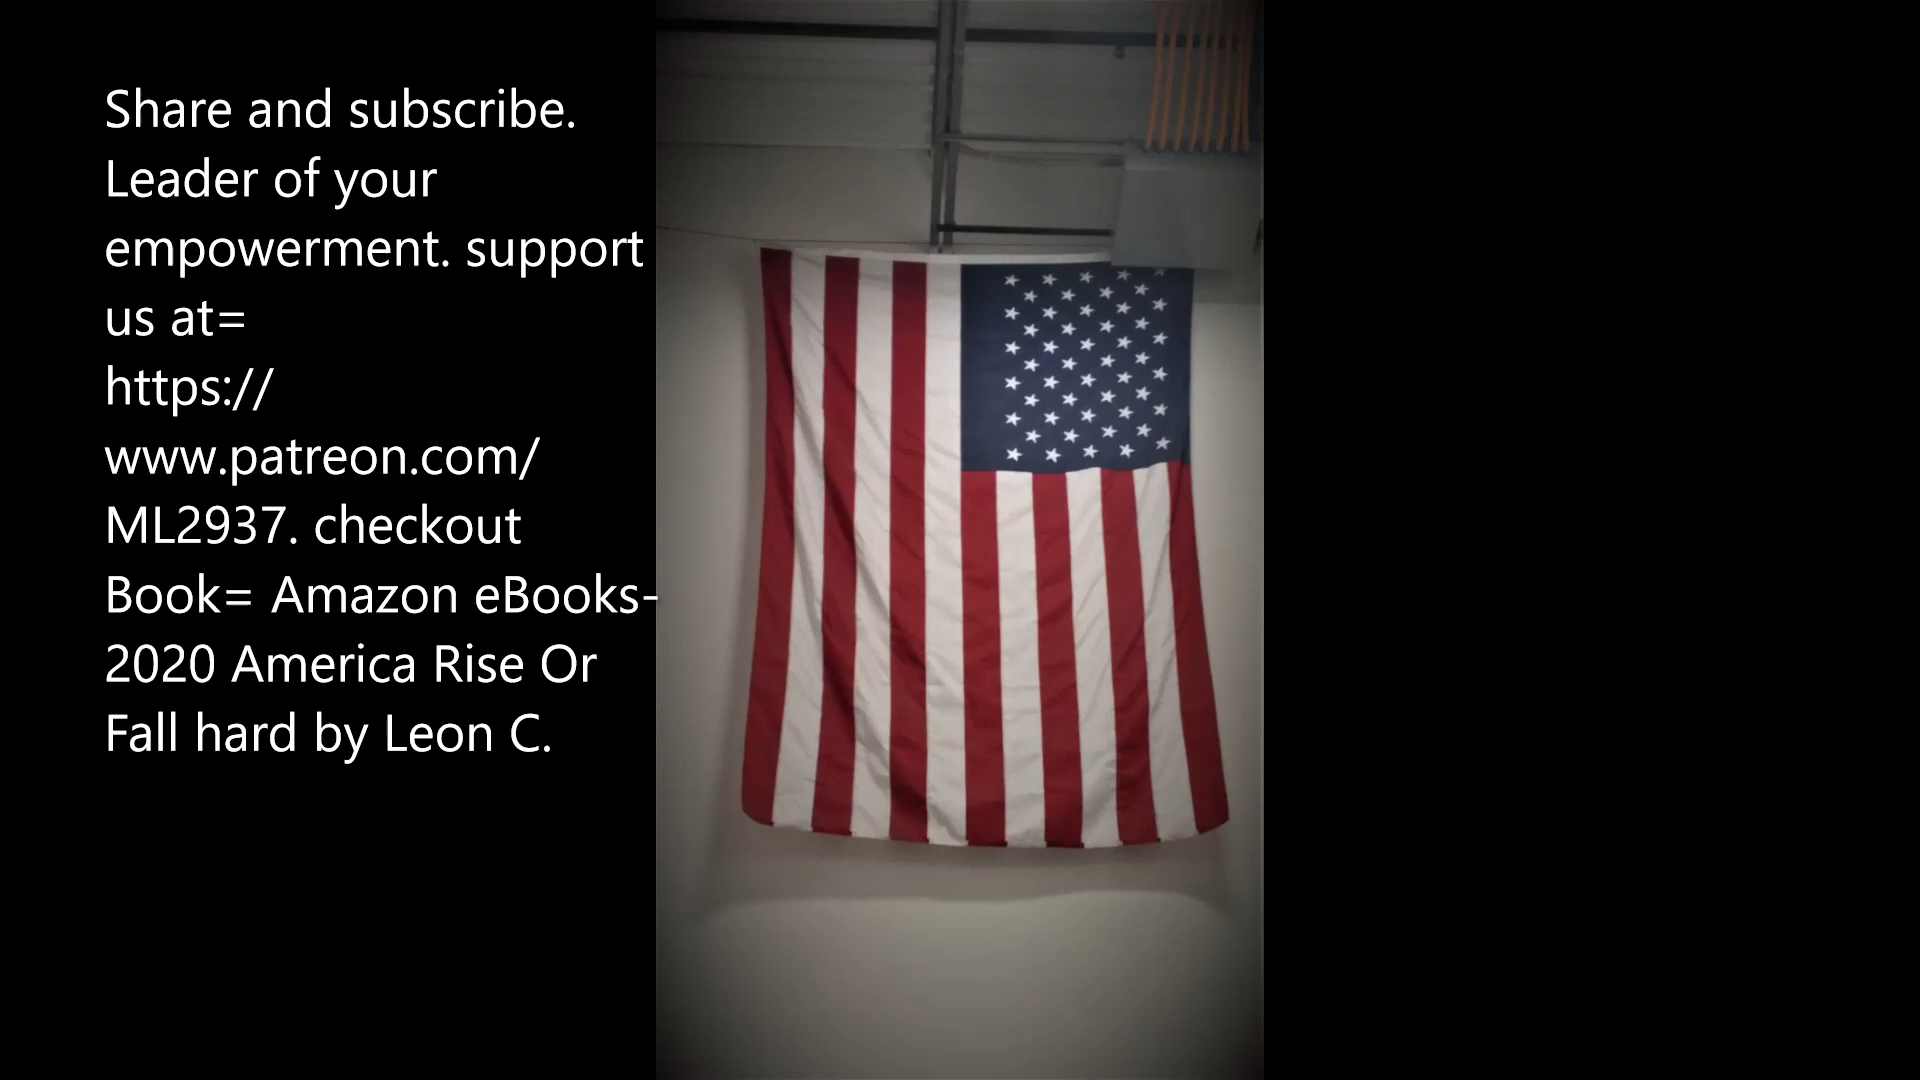 Share and subscribe.
Leader of your
empowerment. support
us at=
https://
www.patreon.com/
ML2937. checkout
Book= Amazon eBooks-
2020 America Rise Or
Fall hard by Leon C.